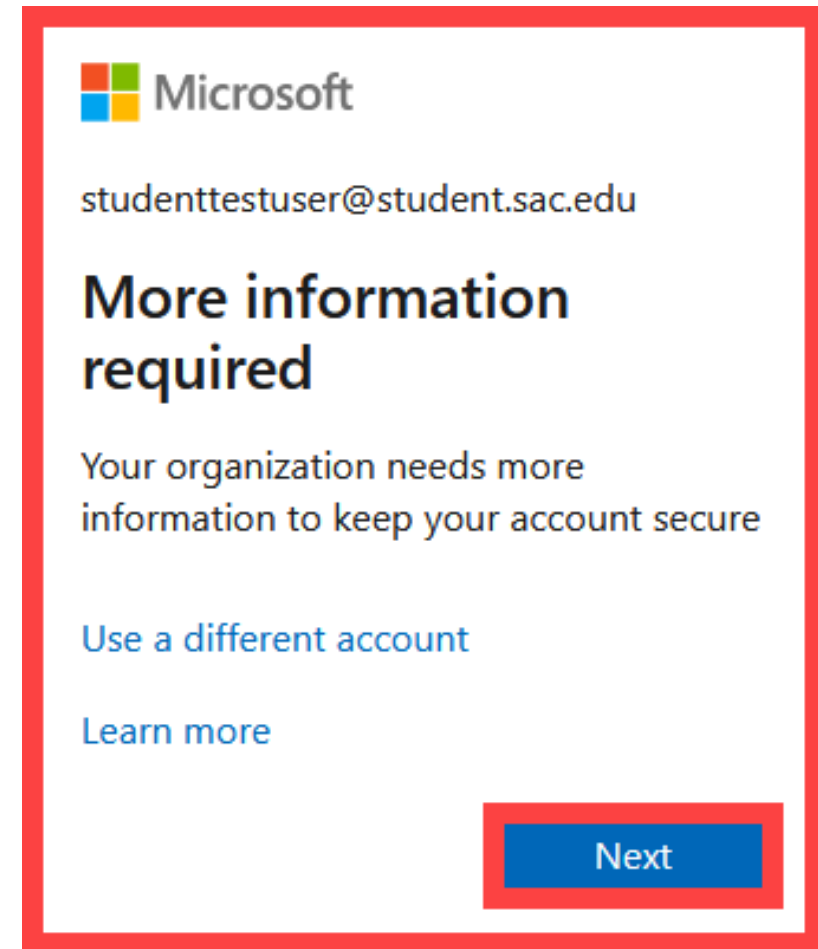 Microsoft
studenttestuser@student.sac.edu
More information
required
Your organization needs more
information to keep your account secure
Use a different account
Learn more
Next